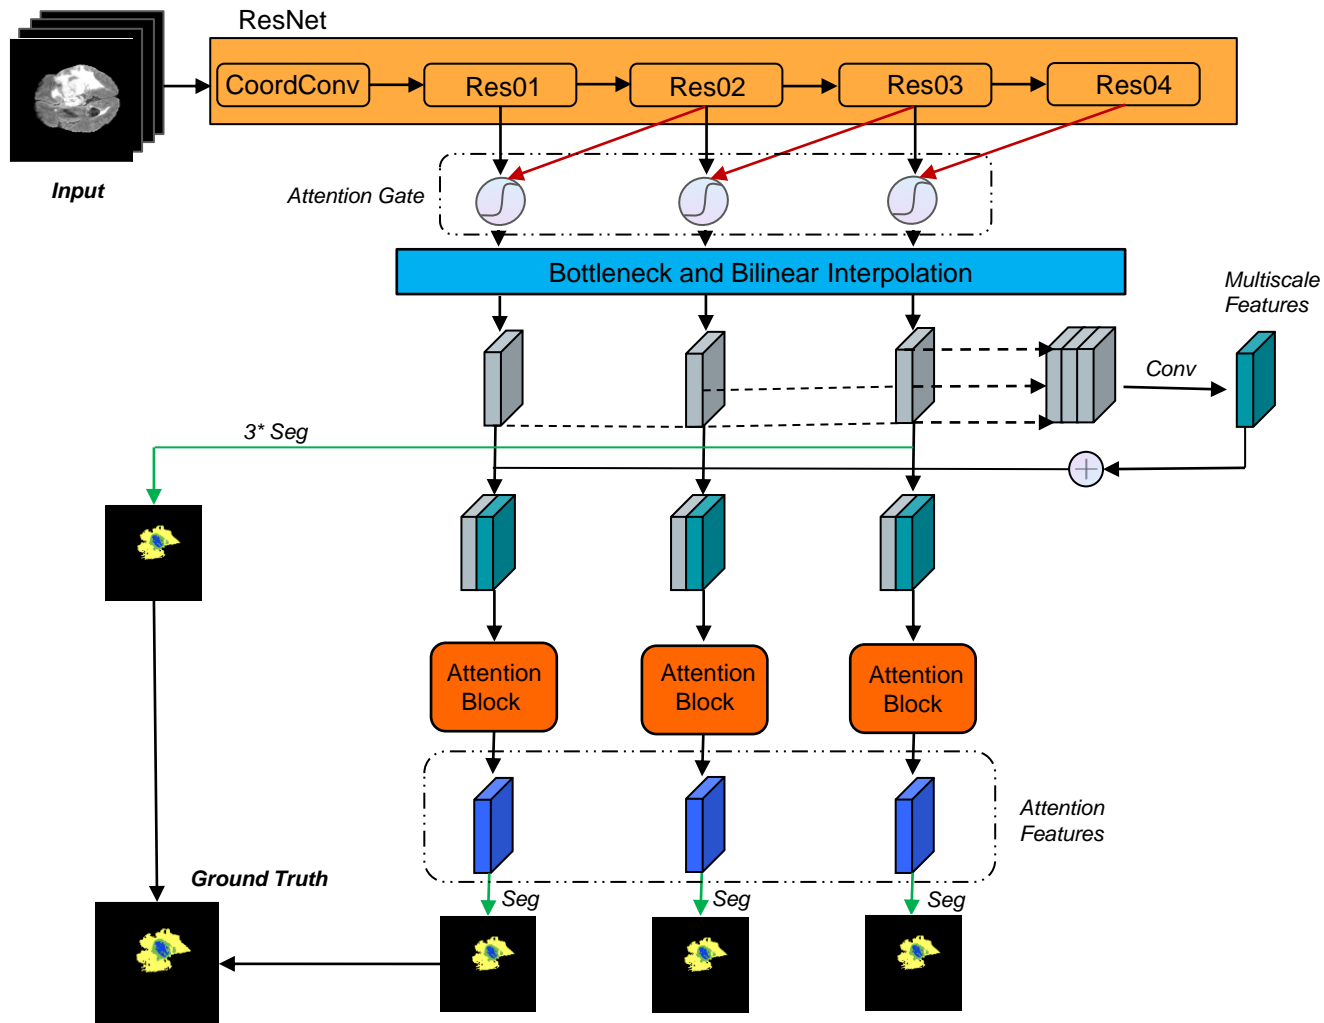 ResNet
CoordConv
Res01
Res02
Res03
Res04
Input
Attention Gate
Bottleneck and Bilinear Interpolation
Multiscale
Features
Conv
3* Seg
Attention
Block
Attention
Block
Attention
Block
Attention
Features
Ground Truth
Seg
Seg
Seg